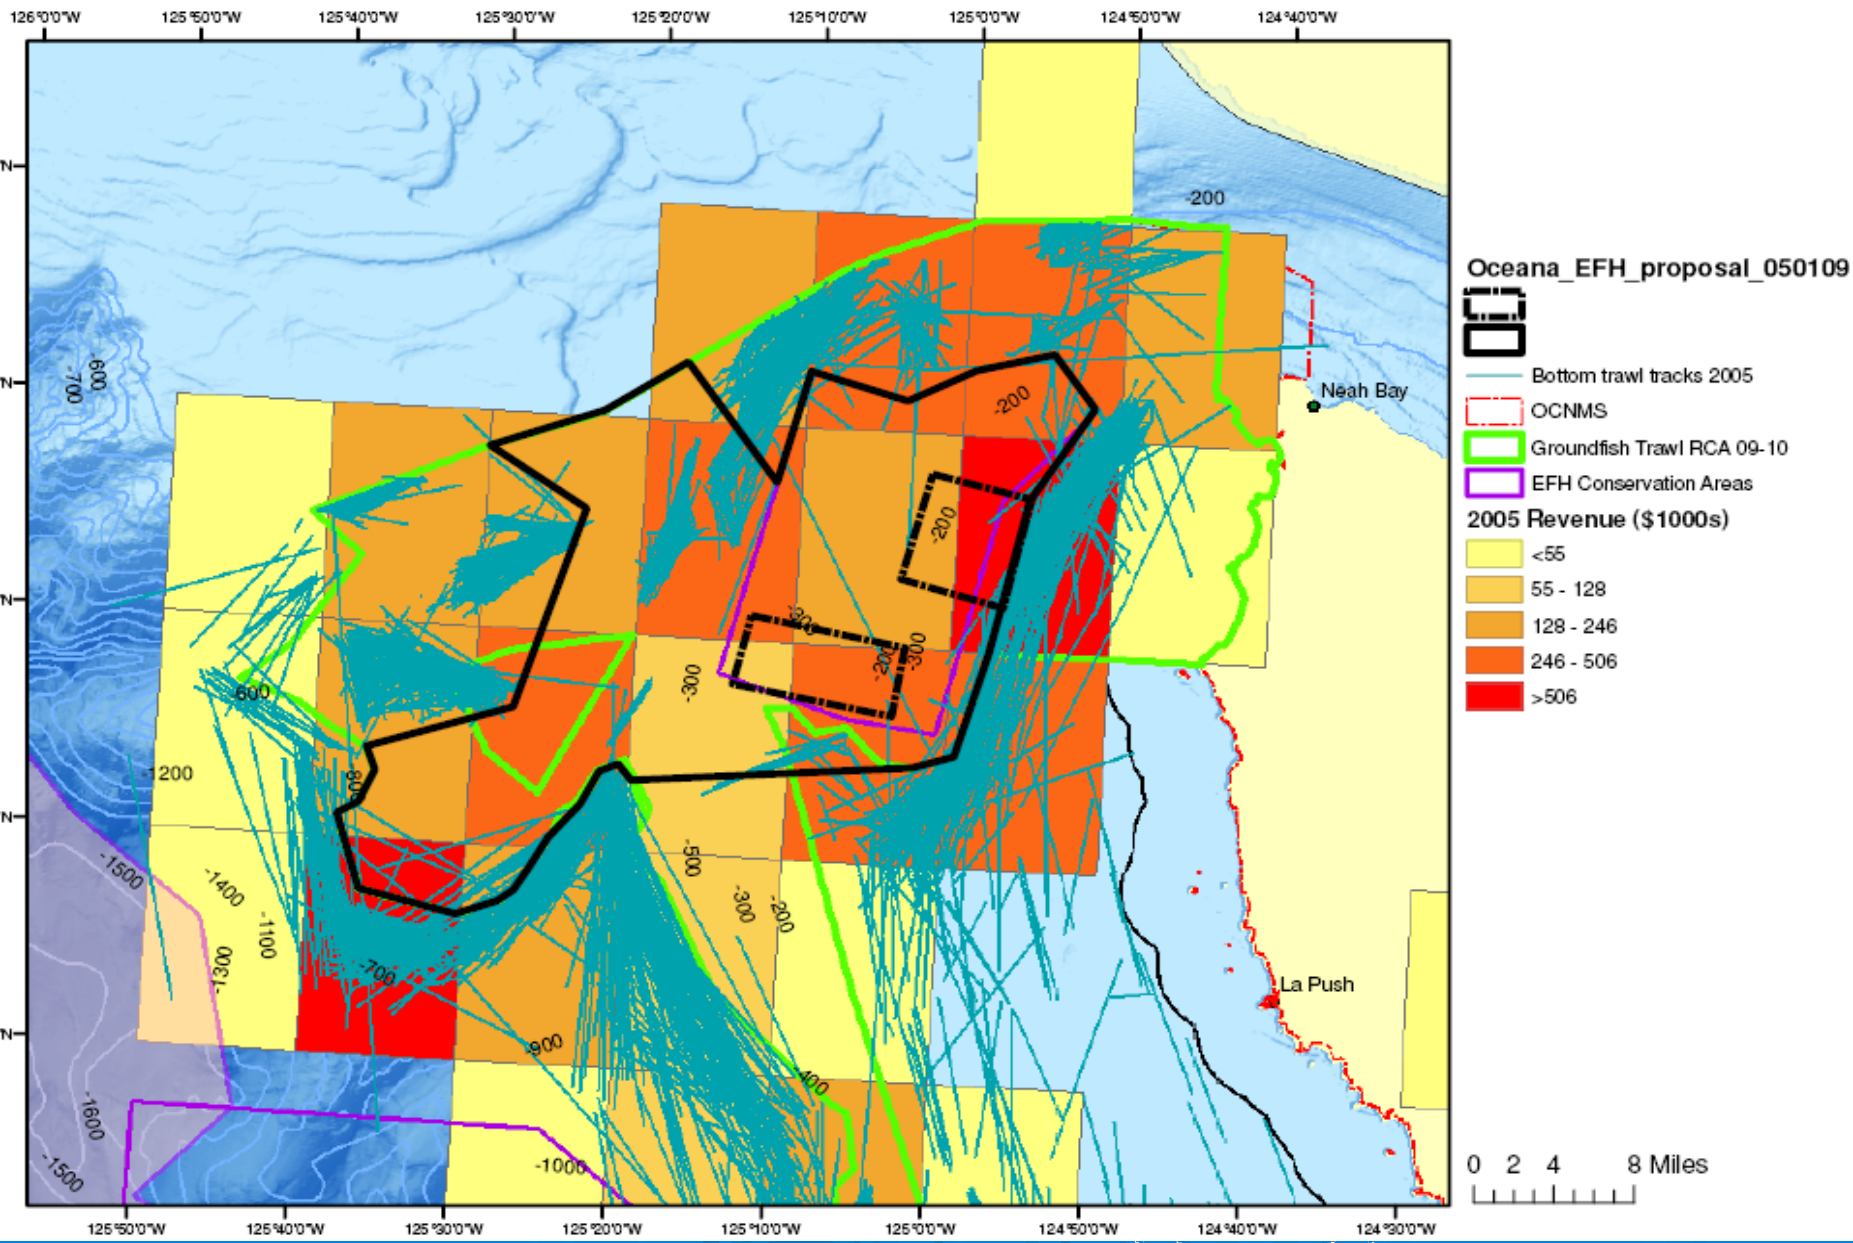 126°0'0"W 125°50'0"W 125°40'0"W 125°30'0"W 125°20'0"W 125°10'0"W 125°0'0"W 124°50'0"W 124°40'0"W
-200
-600
-700
Oceana_EFH_proposal_050109
Bottom trawl tracks 2005
OCNMS
Groundfish Trawl RCA 09-10
EFH Conservation Areas
2005 Revenue ($1000s)
<55
55 - 128
128 - 246
246 - 506
>506
Neah Bay
-200
-200
-300
-200
-300
-300
-600
-1200
-800
-1500
-1400
-1100
-1300
-700
-500
-300
-200
La Push
-900
-400
-1600
-1500
-1000
0 2 4 8 Miles
N
N
N
N
N
125°50'0"W 125°40'0"W 125°30'0"W 125°20'0"W 125°10'0"W 125°0'0"W 124°50'0"W 124°40'0"W 124°30'0"W